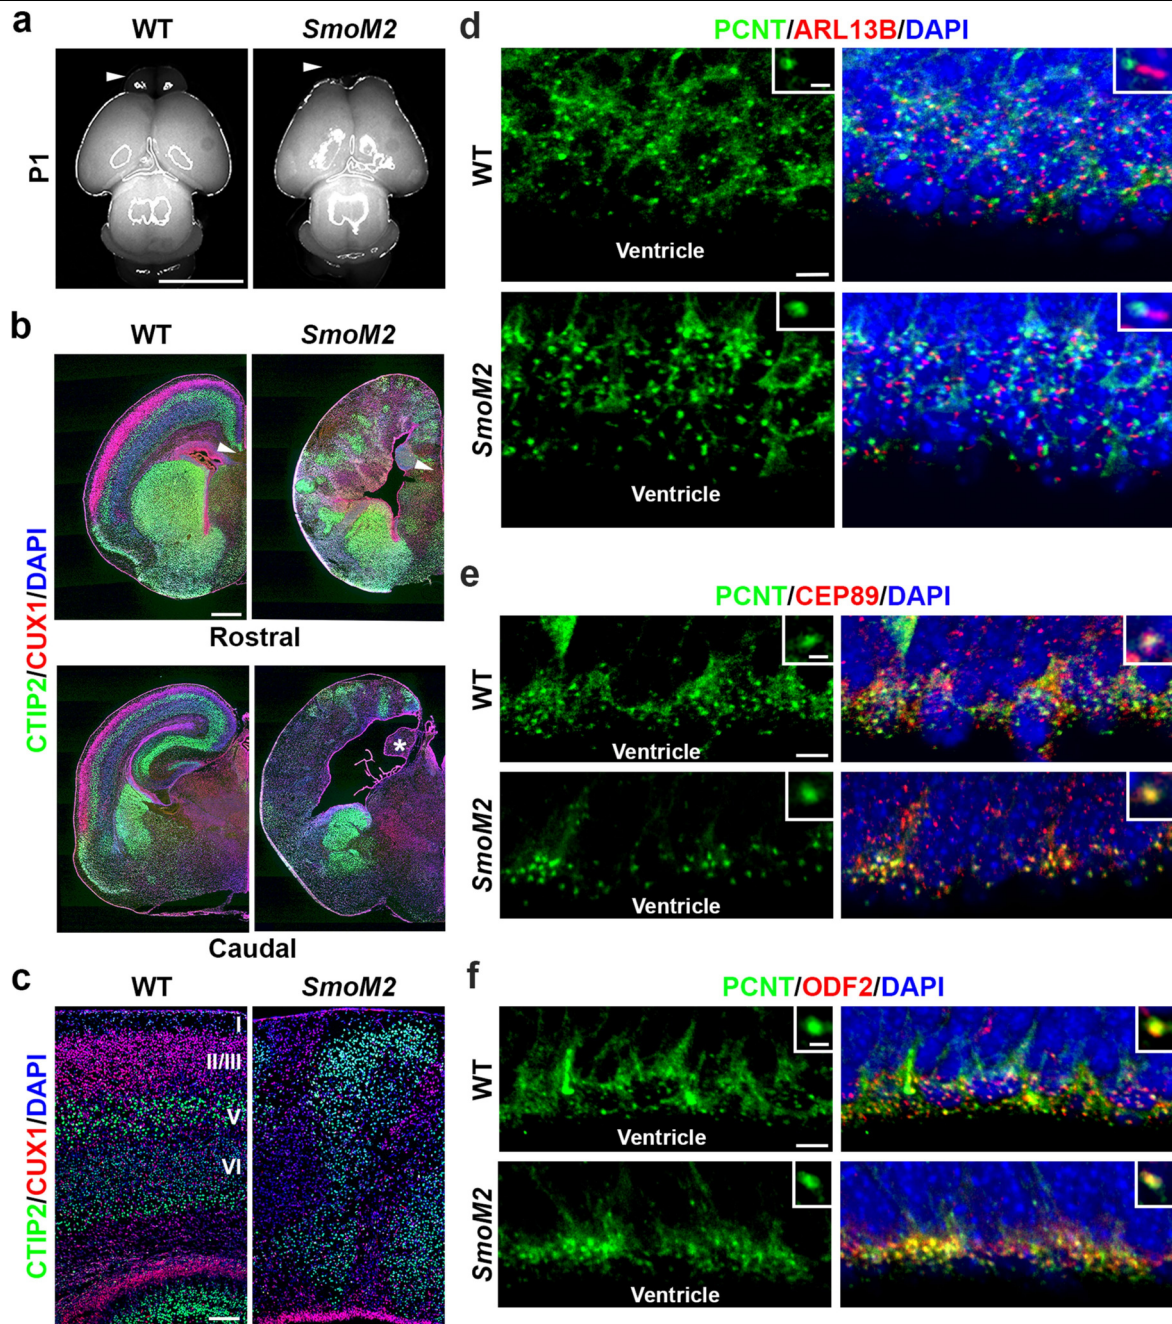 a
WT
SmoM2
P1
b
WT
SmoM2
CTIP2/CUX1/DAPI
Rostral
*
Caudal
c
WT
SmoM2
CTIP2/CUX1/DAPI
I
II/III
V
VI
d
PCNT/ARL13B/DAPI
WT
Ventricle
SmoM2
Ventricle
e
PCNT/CEP89/DAPI
WT
Ventricle
SmoM2
Ventricle
f
PCNT/ODF2/DAPI
WT
Ventricle
SmoM2
Ventricle